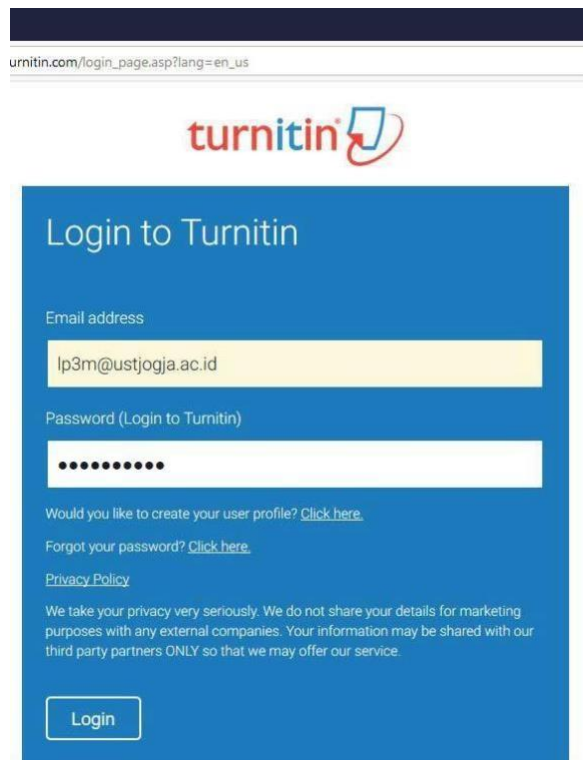 urnitin.com/login_page.asp?lang=en_us
turnitin
Login to Turnitin
Email address
lp3m@ustjogja.ac.id
Password (Login to Turnitin)
••••••••••
Would you like to create your user profile? Click here.
Forgot your password? Click here.
Privacy Policy
We take your privacy very seriously. We do not share your details for marketing
purposes with any external companies. Your information may be shared with our
third party partners ONLY so that we may offer our service.
Login